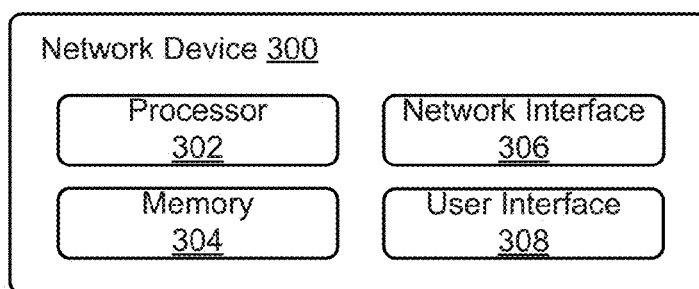 Network Device 300
Processor
302
Network Interface
306
Memory
304
User Interface
308